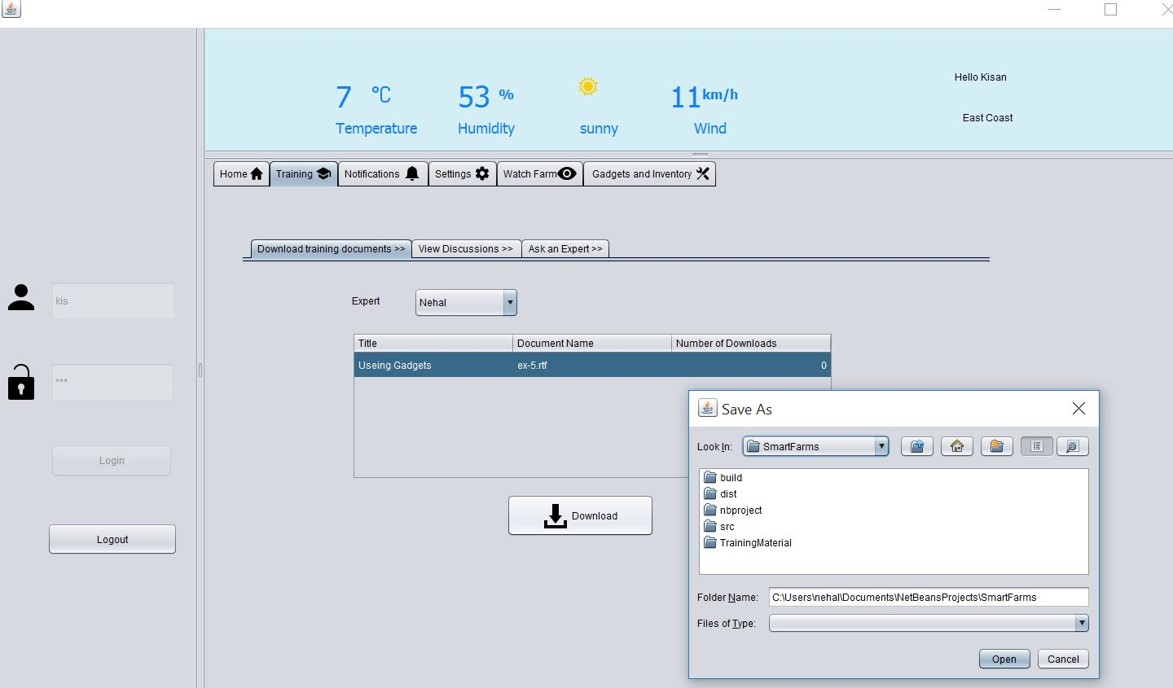 7 °C
53 %
11 km/h
Temperature
Humidity
sunny
Wind
Hello Kisan
East Coast
Home
Training
Notifications
Settings
Watch Farm
Gadgets and Inventory
Download training documents >>
View Discussions >>
Ask an Expert >>
kis
***
Login
Logout
Expert
Nehal
Title
Document Name
Number of Downloads
Useing Gadgets
ex-5.rtf
0
Download
Save As
Look In:
SmartFarms
build
dist
nbproject
src
TrainingMaterial
Folder Name:
C:\Users\nehal\Documents\NetBeansProjects\SmartFarms
Files of Type:
Open
Cancel